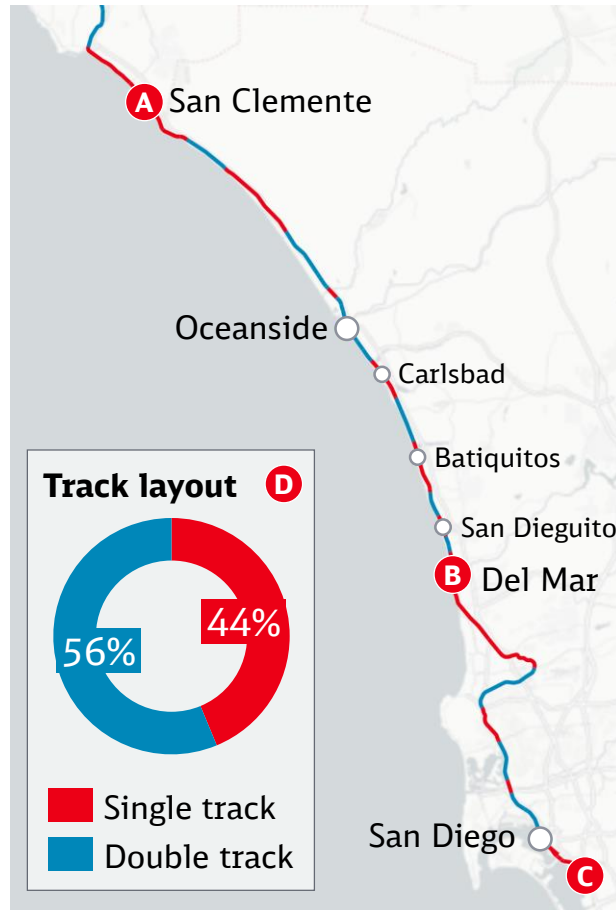 A San Clemente
Oceanside
Carlsbad
Batiquitos
San Dieguito
B Del Mar
San Diego
C
Track layout D
44%
56%
Single track
Double track